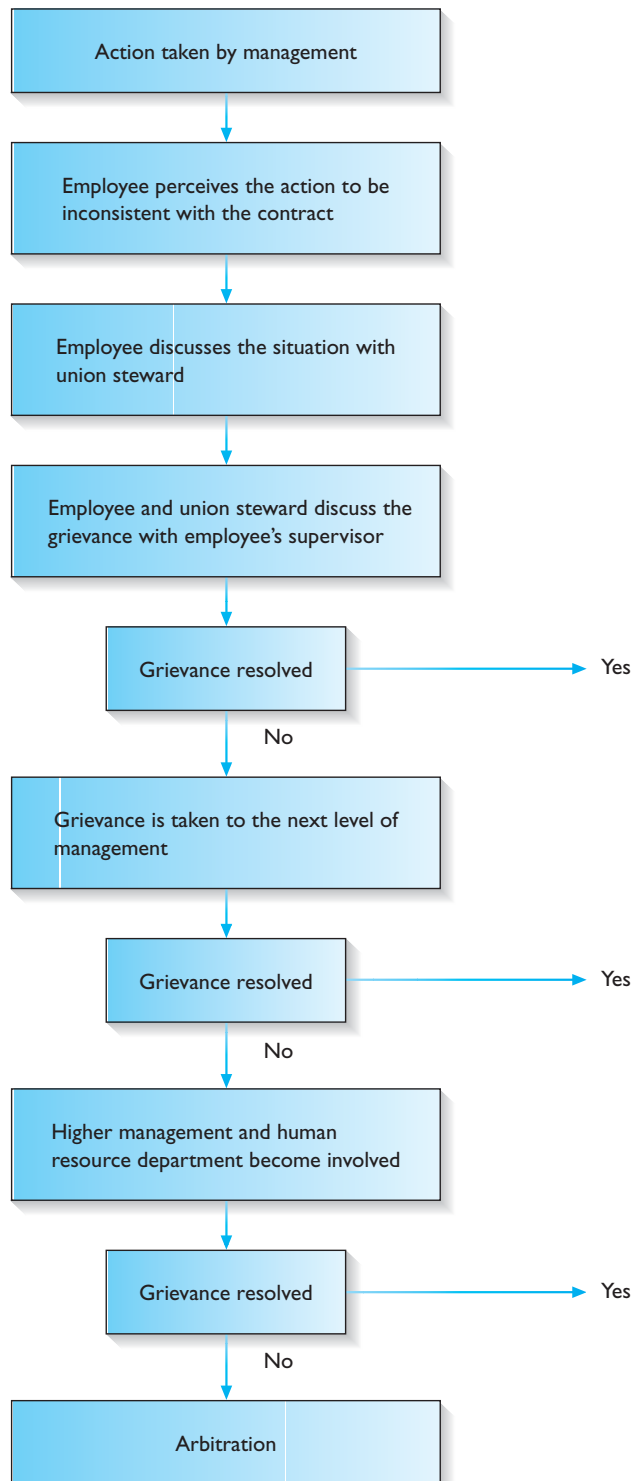 Action taken by management
Employee perceives the action to be
inconsistent with the contract
Employee discusses the situation with
union steward
Employee and union steward discuss the
grievance with employee’s supervisor
Grievance resolved
Yes
No
Grievance is taken to the next level of
management
Grievance resolved
Yes
No
Higher management and human
resource department become involved
Grievance resolved
Yes
No
Arbitration